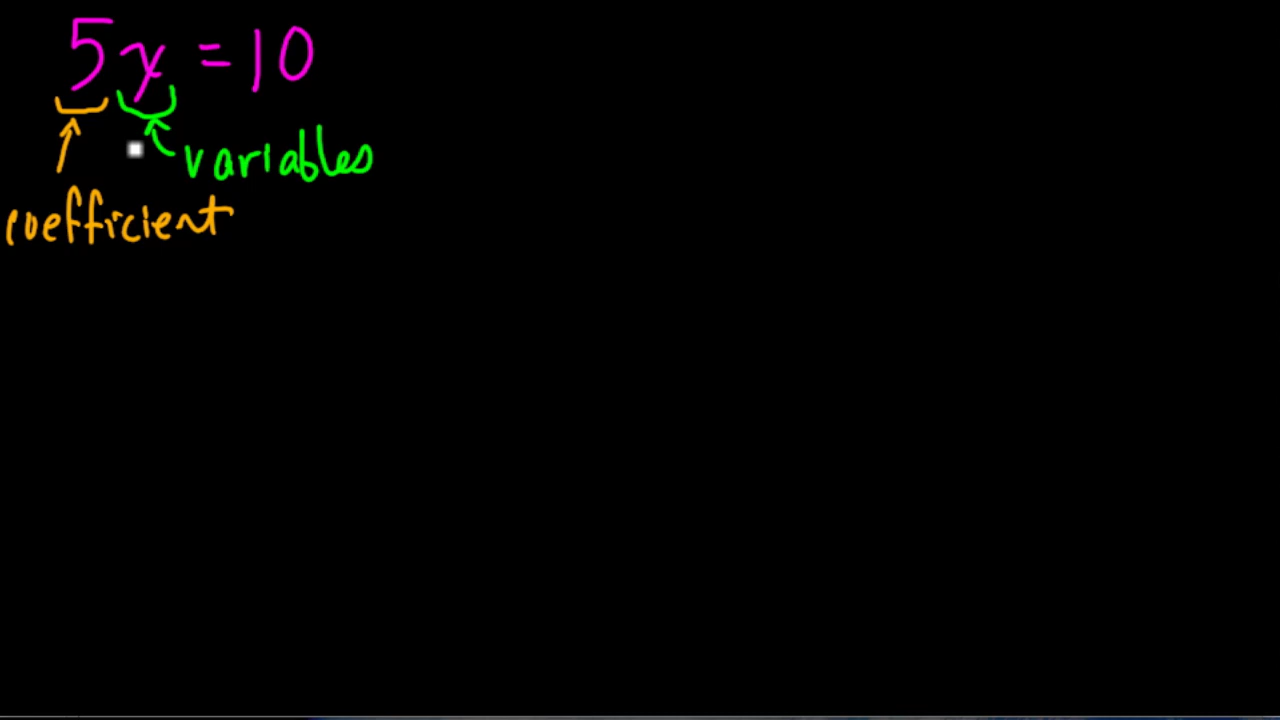 5x = 10
variables
coefficient